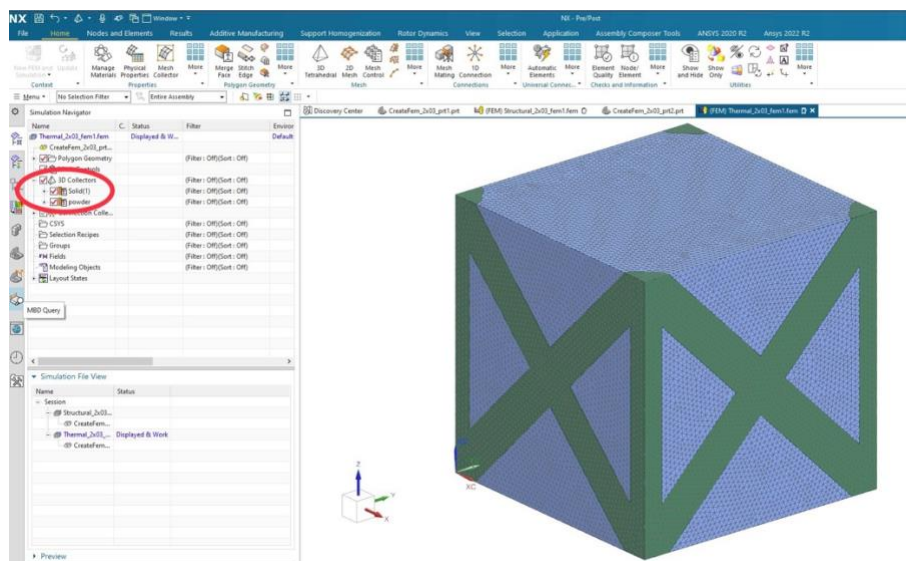 NX Window NX - Pre/Post
File Home Nodes and Elements Results Additive Manufacturing Support Homogenization Rotor Dynamics View Selection Application Assembly Composer Tools ANSYS 2020 R2 Ansys 2022 R2
New FEM and Simulation Update Manage Materials Physical Properties Mesh Collector More Merge Face Stitch Edge More 3D Tetrahedral 2D Mesh Mesh Control More Mesh Mating 1D Connection More Automatic Elements More Element Quality Node/ Element More Show and Hide Show Only More
Context Properties Polygon Geometry Mesh Connections Universal Connec... Checks and Information Utilities
Menu No Selection Filter Entire Assembly
Simulation Navigator Discovery Center CreateFem_2x03_prt1.prt (FEM) Structural_2x03_fem1.fem CreateFem_2x03_prt2.prt (FEM) Thermal_2x03_fem1.fem
Name C. Status Filter Environ
Thermal_2x03_fem1.fem Displayed & W... Default
CreateFem_2x03_prt...
Polygon Geometry (Filter : Off)(Sort : Off)
3D Collectors (Filter : Off)(Sort : Off)
Solid(1) (Filter : Off)(Sort : Off)
powder (Filter : Off)(Sort : Off)
CSYS (Filter : Off)(Sort : Off)
Selection Recipes (Filter : Off)(Sort : Off)
Groups (Filter : Off)(Sort : Off)
Fields (Filter : Off)(Sort : Off)
Modeling Objects (Filter : Off)(Sort : Off)
Layout States
MBD Query
Simulation File View
Name Status
Session
Structural_2x03...
CreateFem...
Thermal_2x03_... Displayed & Work
CreateFem...
Preview
Z
Y
X
XC